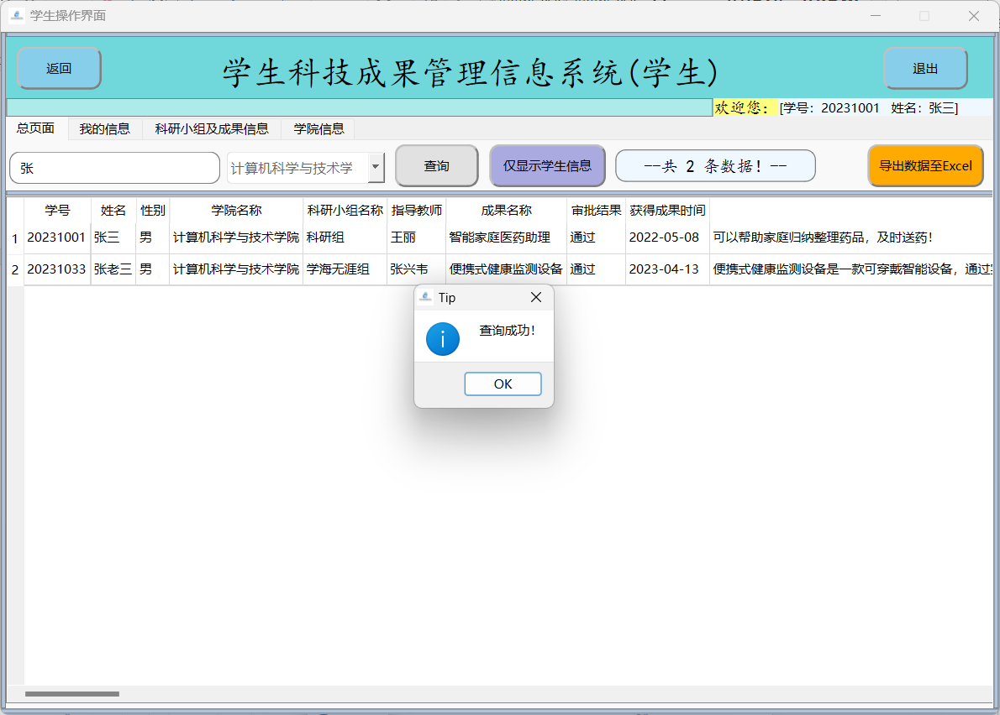 学生操作界面
返回
学生科技成果管理信息系统(学生)
退出
欢迎您： [学号：20231001 姓名：张三]
总页面 我的信息 科研小组及成果信息 学院信息
张 计算机科学与技术学 查询 仅显示学生信息 --共 2 条数据！-- 导出数据至Excel
学号 姓名 性别 学院名称 科研小组名称 指导教师 成果名称 审批结果 获得成果时间
1 20231001 张三 男 计算机科学与技术学院 科研组 王丽 智能家庭医药助理 通过 2022-05-08 可以帮助家庭归纳整理药品，及时送药！
2 20231033 张老三 男 计算机科学与技术学院 学海无涯组 张兴韦 便携式健康监测设备 通过 2023-04-13 便携式健康监测设备是一款可穿戴智能设备，通过
Tip
查询成功！
OK